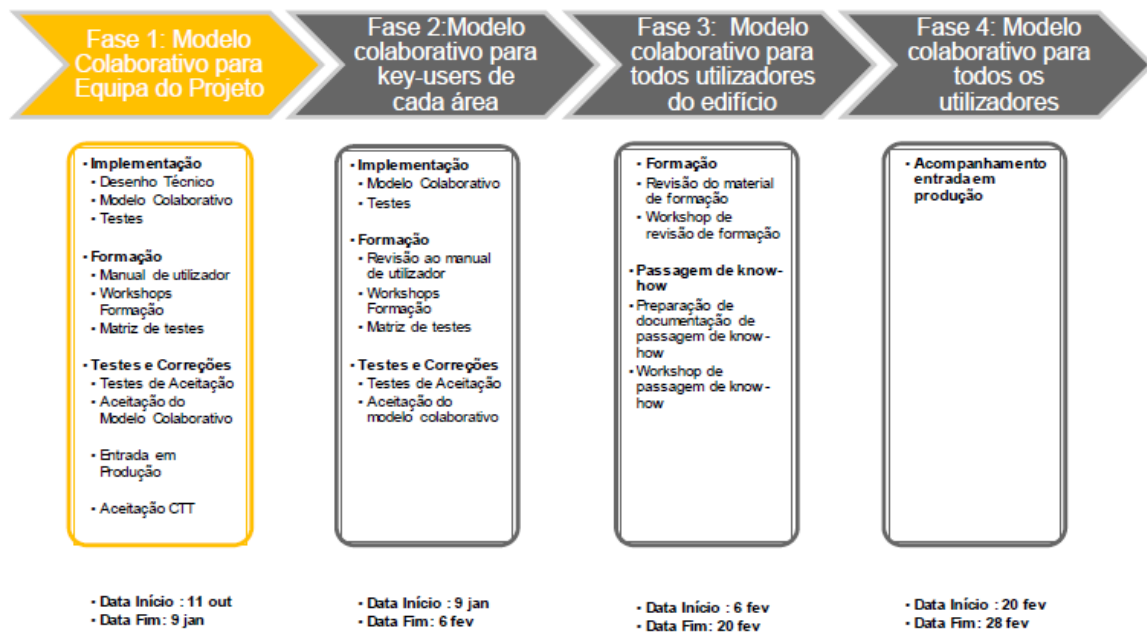 Fase 1: Modelo
Colaborativo para
Equipa do Projeto
Fase 2:Modelo
colaborativo para
key-users de
cada área
Fase 3: Modelo
colaborativo para
todos utilizadores
do edifício
Fase 4: Modelo
colaborativo para
todos os
utilizadores
• Implementação
• Desenho Técnico
• Modelo Colaborativo
• Testes
• Formação
• Manual de utilizador
• Workshops
Formação
• Matriz de testes
• Testes e Correções
• Testes de Aceitação
• Aceitação do
Modelo Colaborativo
• Entrada em
Produção
• Aceitação CTT
• Implementação
• Modelo Colaborativo
• Testes
• Formação
• Revisão ao manual
de utilizador
• Workshops
Formação
• Matriz de testes
• Testes e Correções
• Testes de Aceitação
• Aceitação do
modelo colaborativo
• Formação
• Revisão do material
de formação
• Workshop de
revisão de formação
• Passagem de know-
how
• Preparação de
documentação de
passagem de know-
how
• Workshop de
passagem de know-
how
• Acompanhamento
entrada em
produção
• Data Início : 11 out
• Data Fim: 9 jan
• Data Início : 9 jan
• Data Fim: 6 fev
• Data Início : 6 fev
• Data Fim: 20 fev
• Data Início : 20 fev
• Data Fim: 28 fev